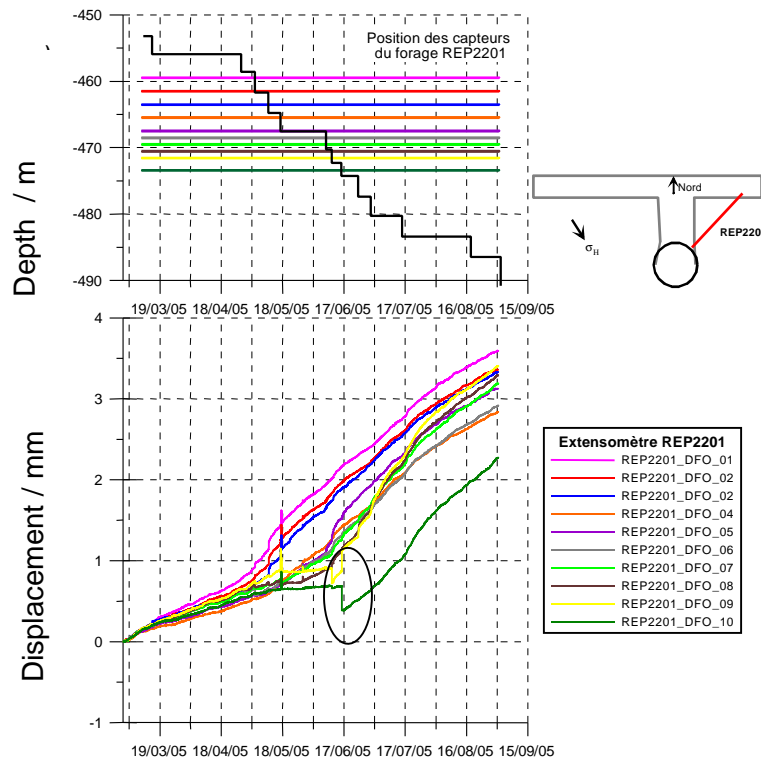 -450
Position des capteurs
du forage REP2201
-460
-470
-480
-490
Depth / m
19/03/05 18/04/05 18/05/05 17/06/05 17/07/05 16/08/05 15/09/05
Nord
σH
REP220
4
3
2
1
0
-1
Displacement / mm
19/03/05 18/04/05 18/05/05 17/06/05 17/07/05 16/08/05 15/09/05
Extensomètre REP2201
REP2201_DFO_01
REP2201_DFO_02
REP2201_DFO_02
REP2201_DFO_04
REP2201_DFO_05
REP2201_DFO_06
REP2201_DFO_07
REP2201_DFO_08
REP2201_DFO_09
REP2201_DFO_10